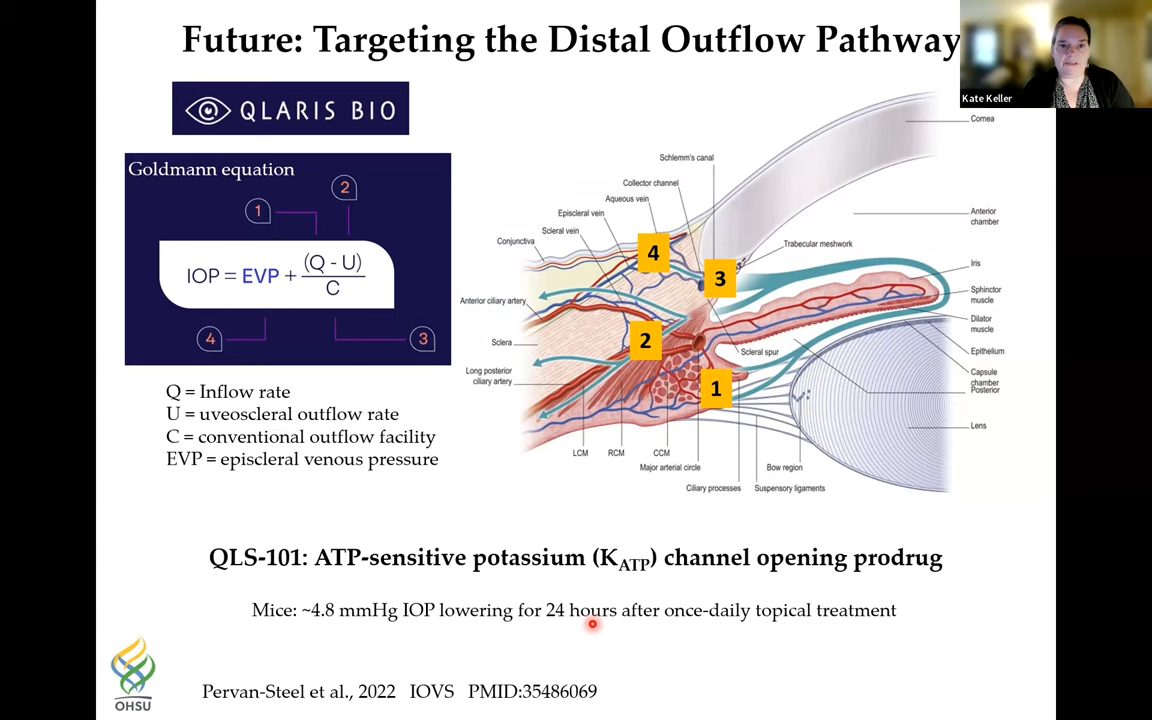 Future: Targeting the Distal Outflow Pathway
Kate Keller
QLARIS BIO
Goldmann equation
1
2
IOP = EVP + (Q - U)
C
4
3
Q = Inflow rate
U = uveoscleral outflow rate
C = conventional outflow facility
EVP = episcleral venous pressure
Cornea
Schlemm's canal
Collector channel
Aqueous vein
Episcleral vein
Scleral vein
Conjunctiva
Anterior
chamber
Trabecular meshwork
4
3
Iris
Sphinctor
muscle
Anterior ciliary artery
Dilator
muscle
2
Sclera
Scleral spur
Epithelium
Long posterior
ciliary artery
Capsule
chamber
Posterior
1
Lens
LCM
RCM
CCM
Major arterial circle
Bow region
Ciliary processes
Suspensory ligaments
QLS-101: ATP-sensitive potassium (KATP) channel opening prodrug
Mice: ~4.8 mmHg IOP lowering for 24 hours after once-daily topical treatment
OHSU
Pervan-Steel et al., 2022 IOVS PMID:35486069